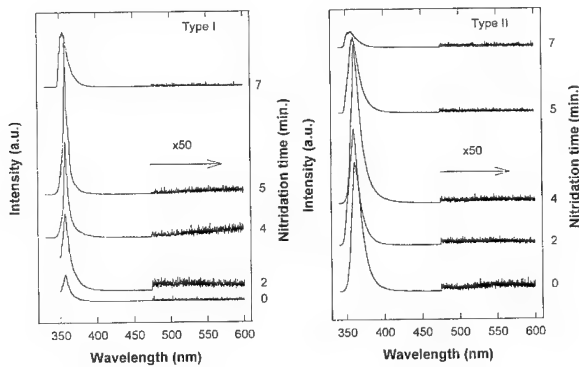 Type I
7
x50
5
4
2
0
Intensity (a.u.)
Nitridation time (min.)
350 400 450 500 550 600
Wavelength (nm)
Type II
7
5
x50
4
2
0
Intensity (a.u.)
Nitridation time (min.)
350 400 450 500 550 600
Wavelength (nm)